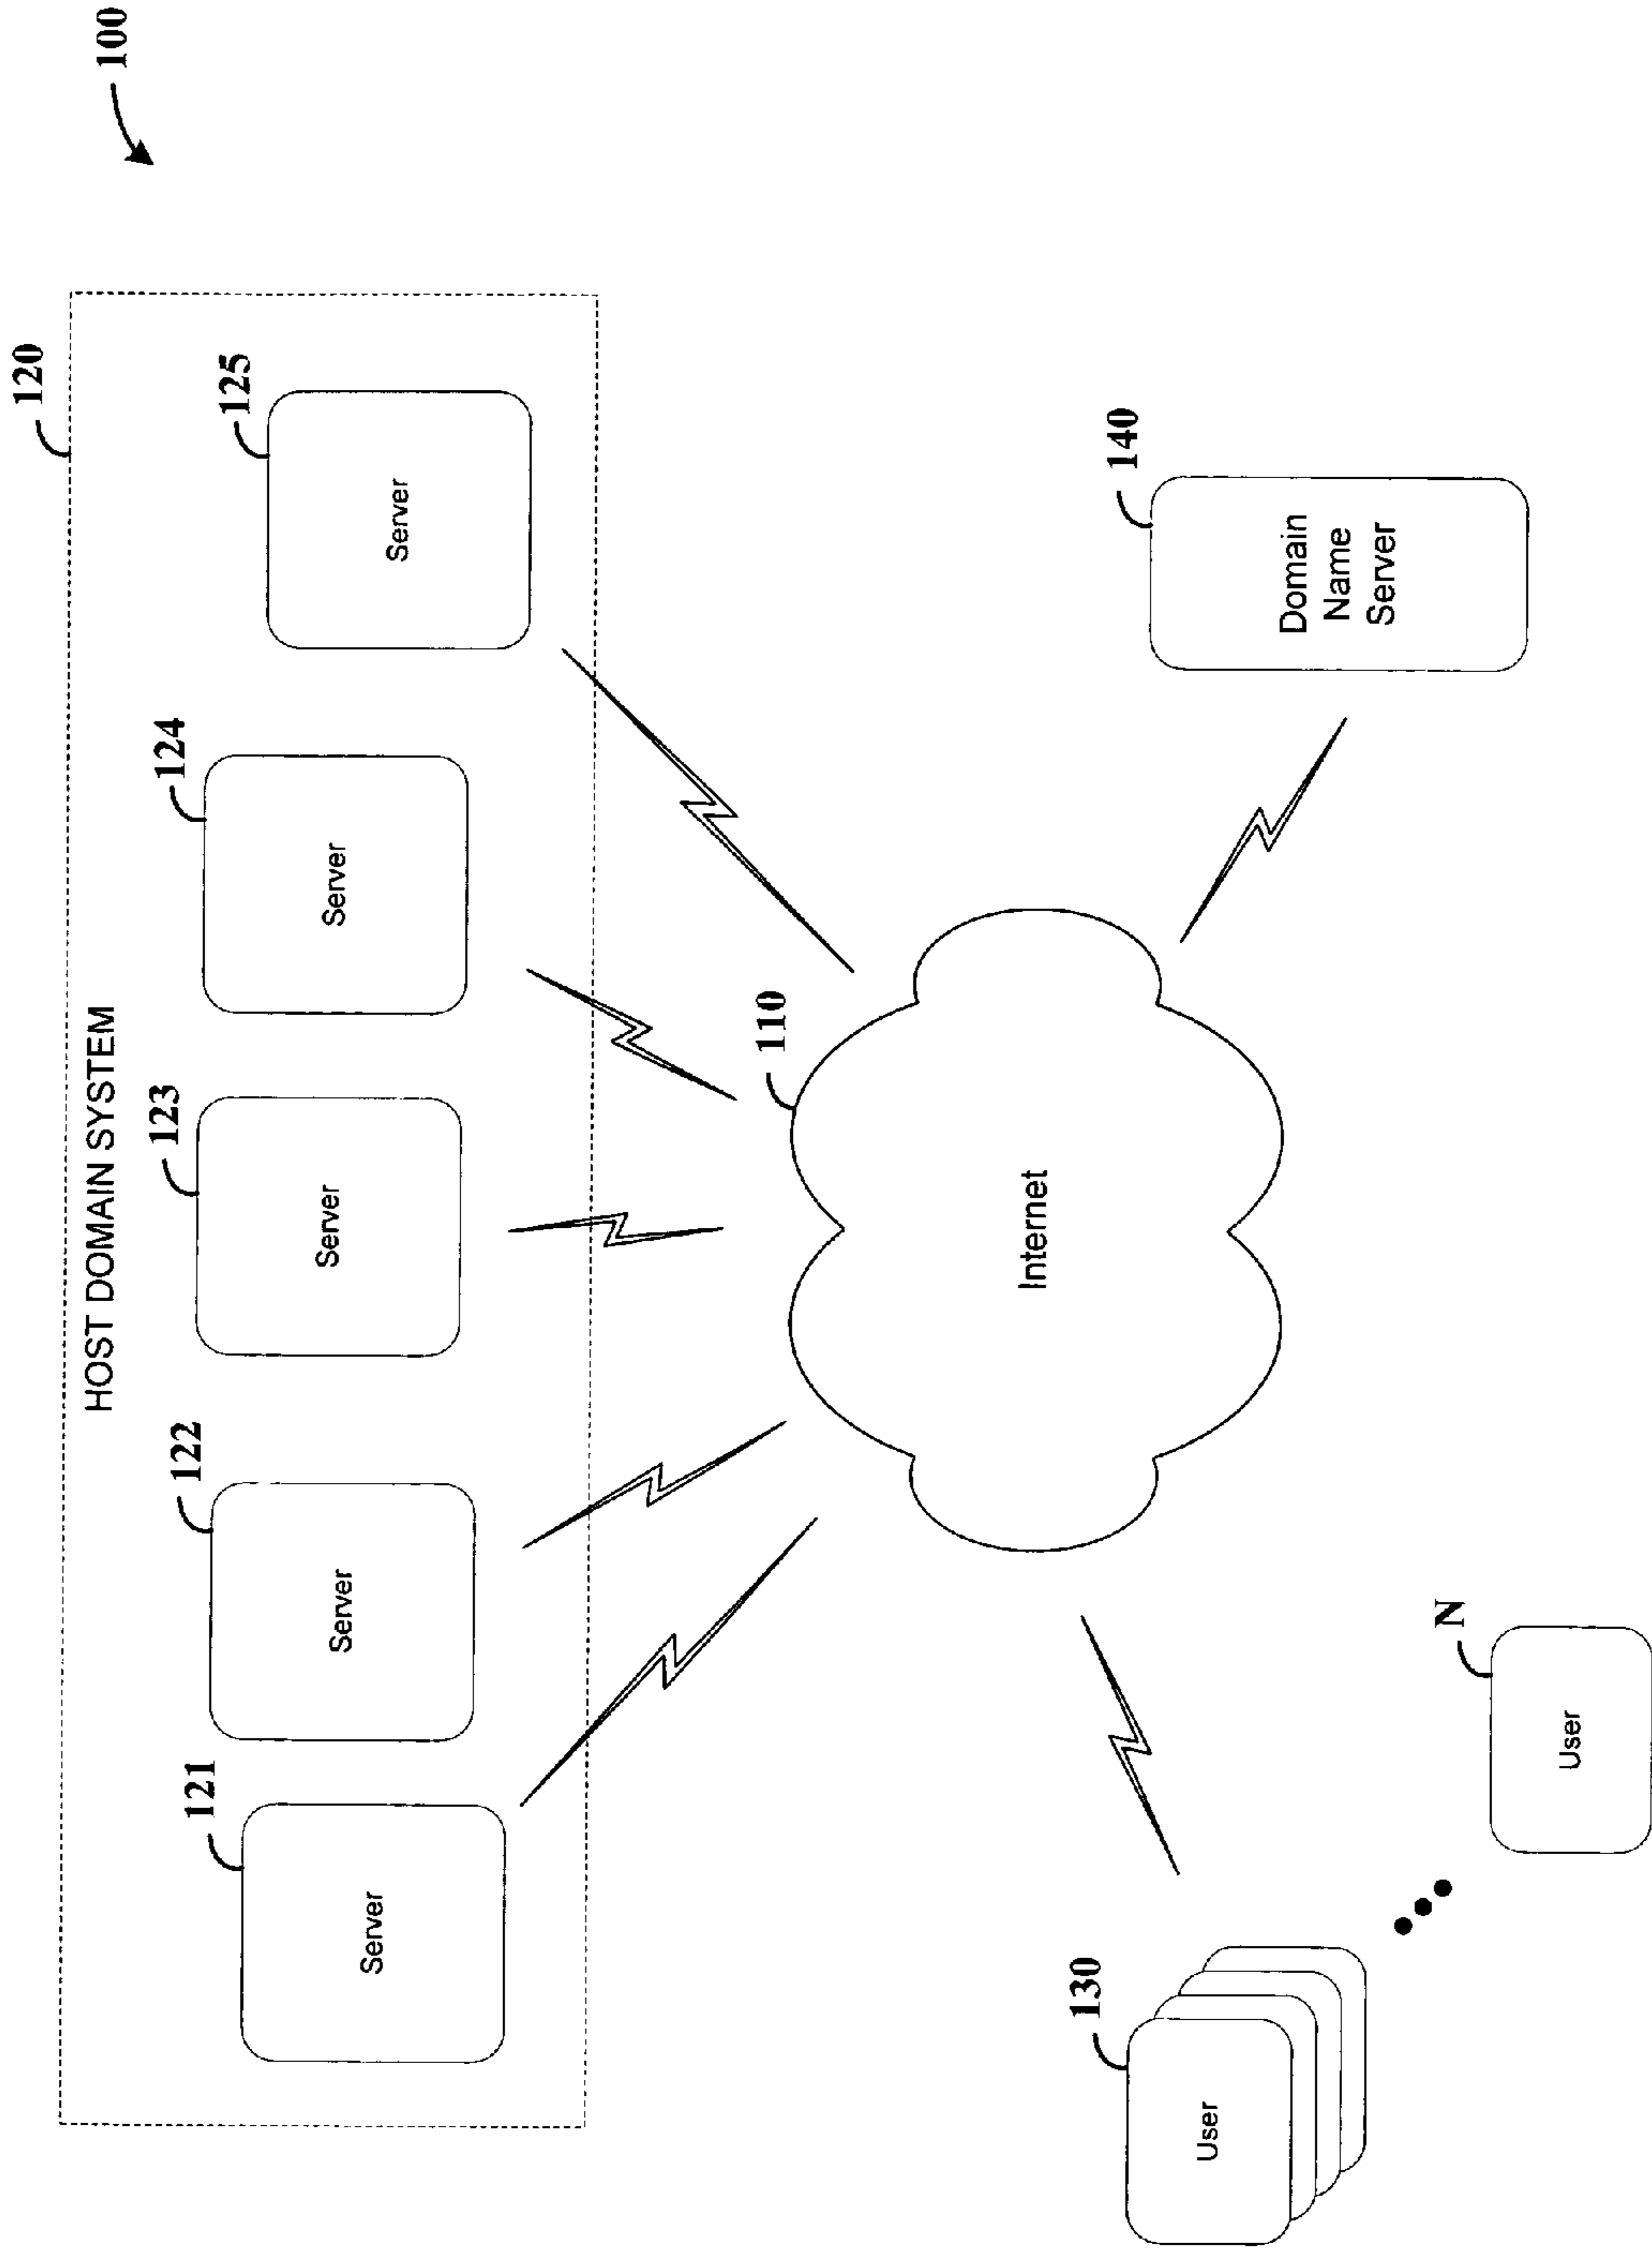 100
120
HOST DOMAIN SYSTEM
121
Server
122
Server
123
Server
124
Server
125
Server
110
Internet
130
User
N
User
140
Domain
Name
Server